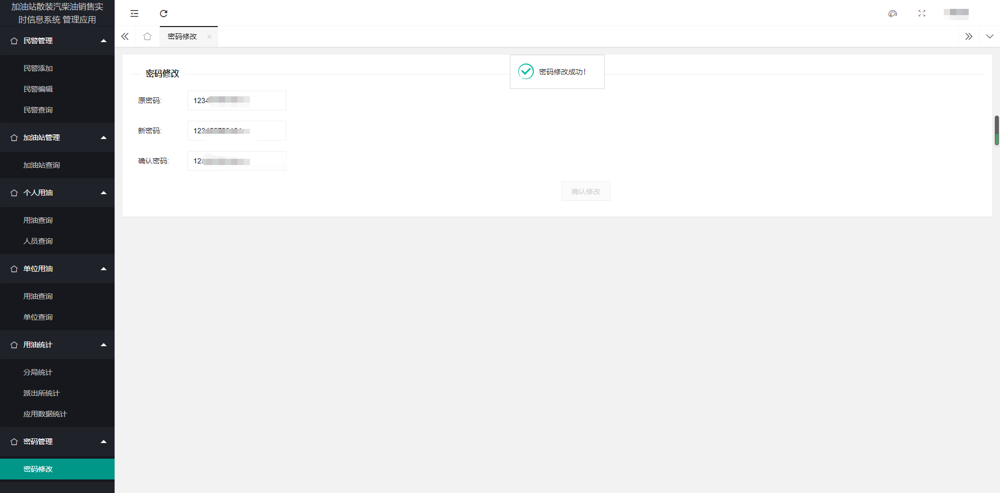 加油站散装汽柴油销售实
时信息系统 管理应用
民警管理
民警添加
民警编辑
民警查询
加油站管理
加油站查询
个人用油
用油查询
人员查询
单位用油
用油查询
单位查询
用油统计
分局统计
派出所统计
应用数据统计
密码管理
密码修改
密码修改
密码修改
密码修改成功!
原密码: 1234
新密码: 123
确认密码: 12
确认修改